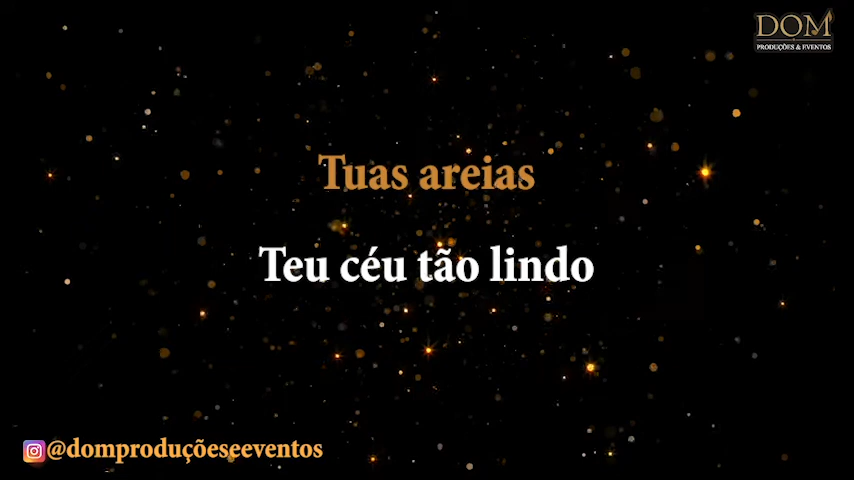 DOM
PRODUÇÕES & EVENTOS
Tuas areias
Teu céu tão lindo
@domproduçõeseeventos